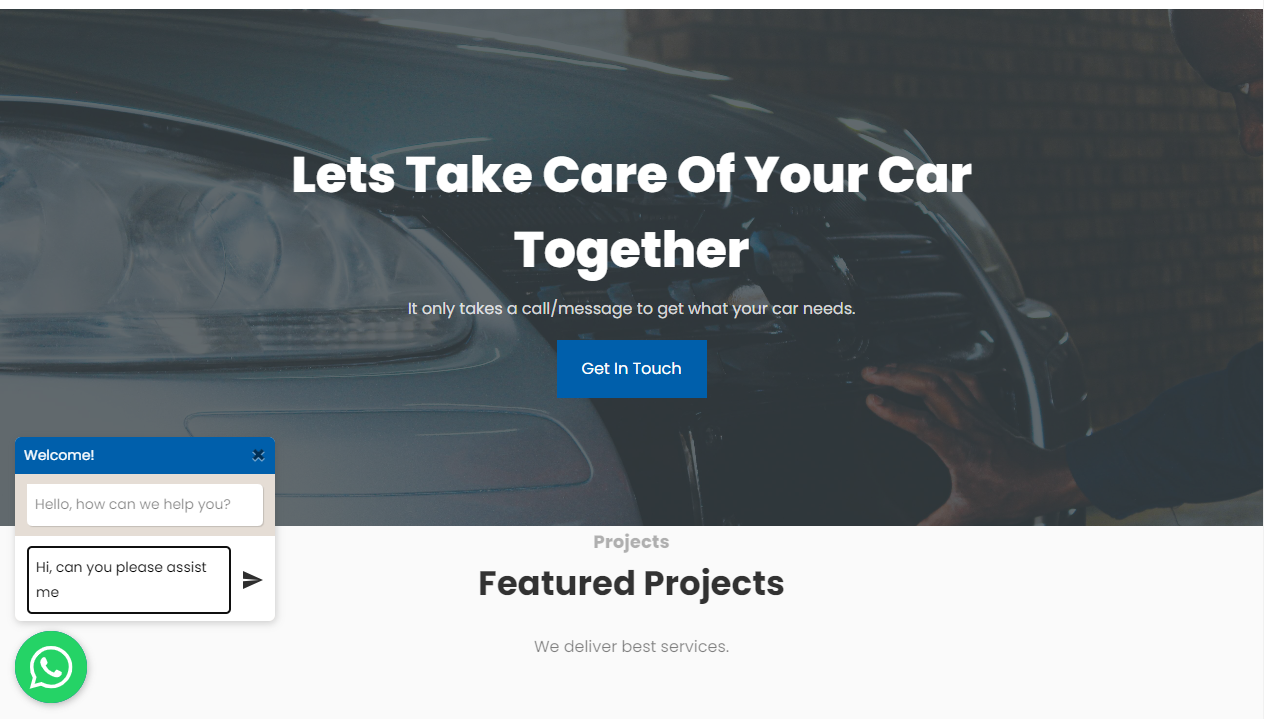 Lets Take Care Of Your Car
Together
It only takes a call/message to get what your car needs.
Get In Touch
Welcome!
Hello, how can we help you?
Hi, can you please assist
me
Projects
Featured Projects
We deliver best services.